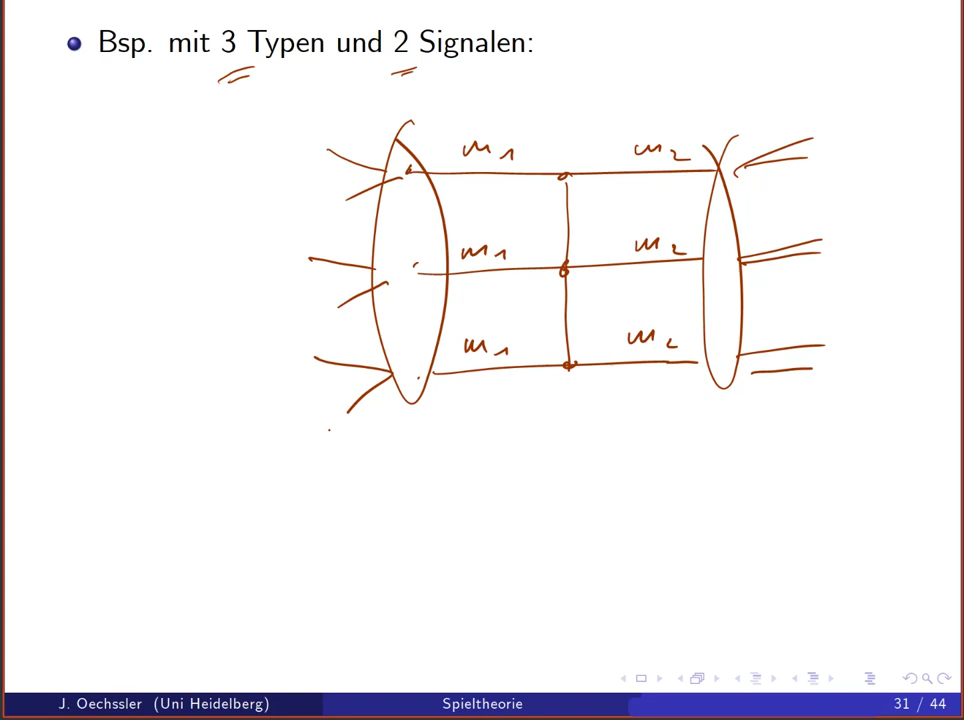 Bsp. mit 3 Typen und 2 Signalen:
m1 m2
m1 m2
m1 m2
J. Oechssler (Uni Heidelberg) Spieltheorie 31 / 44